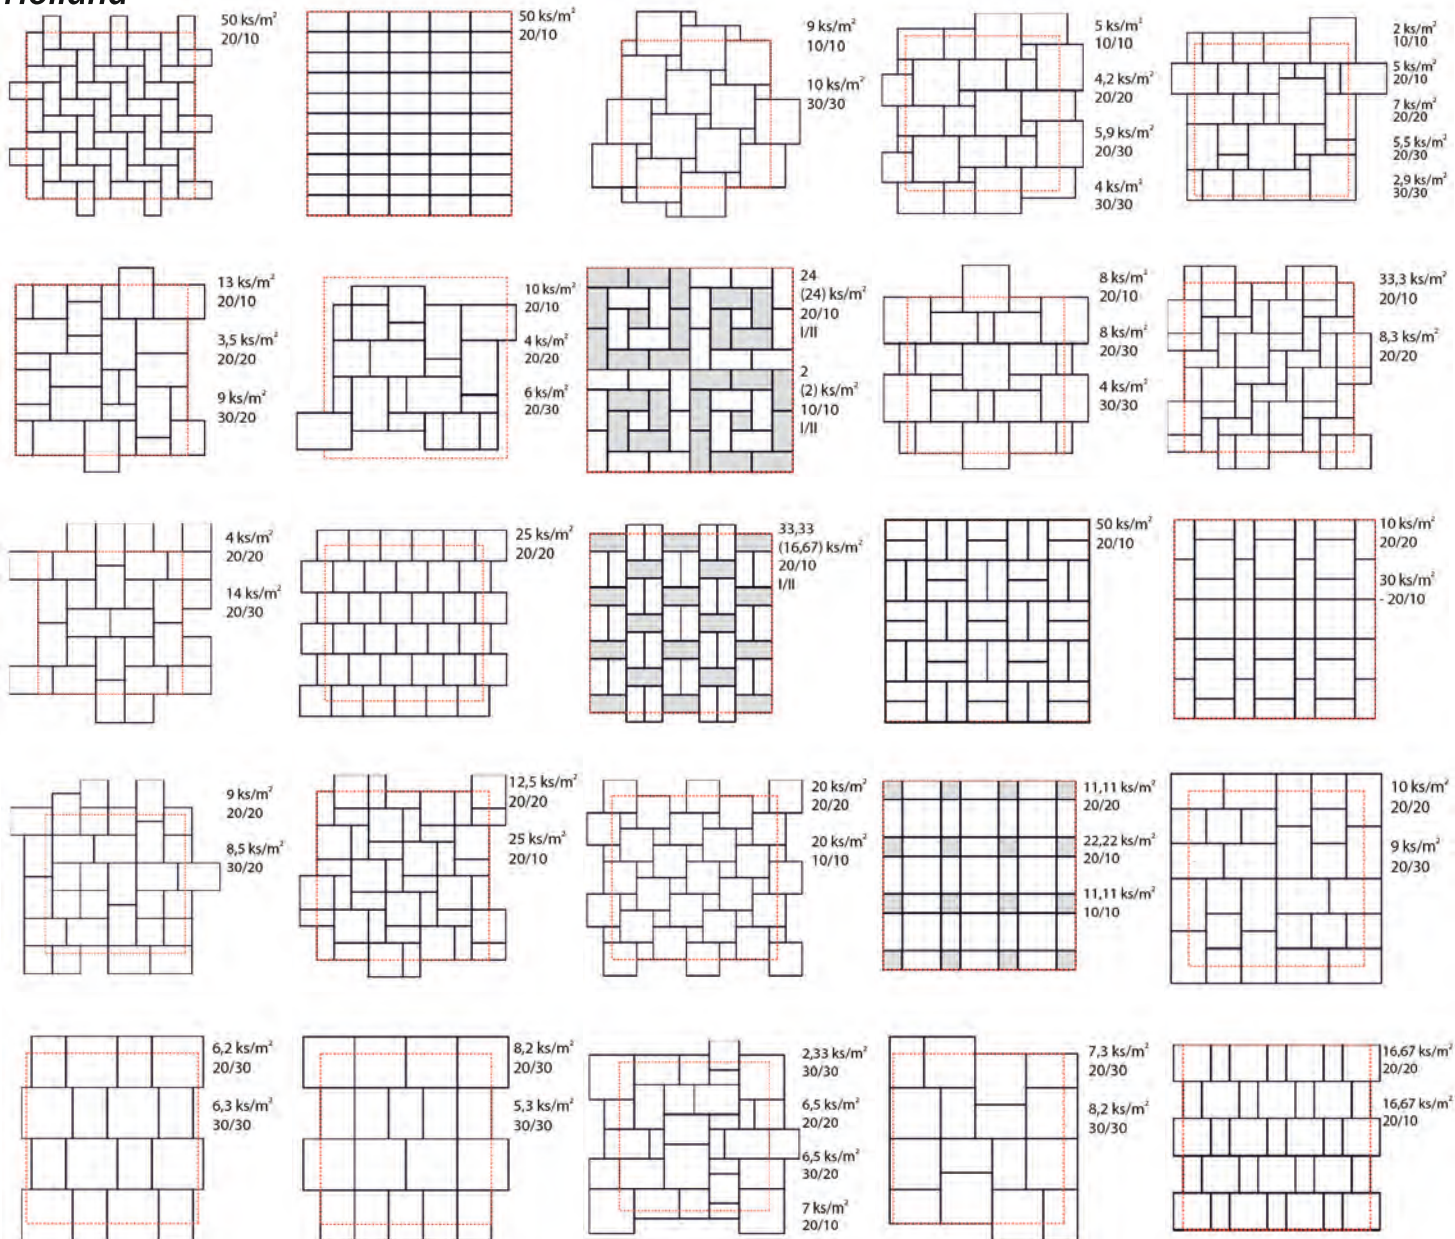 Holland
50 ks/m²
20/10
50 ks/m²
20/10
9 ks/m²
10/10
10 ks/m²
30/30
5 ks/m²
10/10
4,2 ks/m²
20/20
5,9 ks/m²
20/30
4 ks/m²
30/30
2 ks/m²
10/10
5 ks/m²
20/10
7 ks/m²
20/20
5,5 ks/m²
20/30
2,9 ks/m²
30/30
13 ks/m²
20/10
3,5 ks/m²
20/20
9 ks/m²
30/20
10 ks/m²
20/10
4 ks/m²
20/20
6 ks/m²
20/30
24
(24) ks/m²
20/10
I/II
2
(2) ks/m²
10/10
I/II
8 ks/m²
20/10
8 ks/m²
20/30
4 ks/m²
30/30
33,3 ks/m²
20/10
8,3 ks/m²
20/20
4 ks/m²
20/20
14 ks/m²
20/30
25 ks/m²
20/20
33,33
(16,67) ks/m²
20/10
I/II
50 ks/m²
20/10
10 ks/m²
20/20
30 ks/m²
- 20/10
9 ks/m²
20/20
8,5 ks/m²
30/20
12,5 ks/m²
20/20
25 ks/m²
20/10
20 ks/m²
20/20
20 ks/m²
10/10
11,11 ks/m²
20/20
22,22 ks/m²
20/10
11,11 ks/m²
10/10
10 ks/m²
20/20
9 ks/m²
20/30
6,2 ks/m²
20/30
6,3 ks/m²
30/30
8,2 ks/m²
20/30
5,3 ks/m²
30/30
2,33 ks/m²
30/30
6,5 ks/m²
20/20
6,5 ks/m²
30/20
7 ks/m²
20/10
7,3 ks/m²
20/30
8,2 ks/m²
30/30
16,67 ks/m²
20/20
16,67 ks/m²
20/10